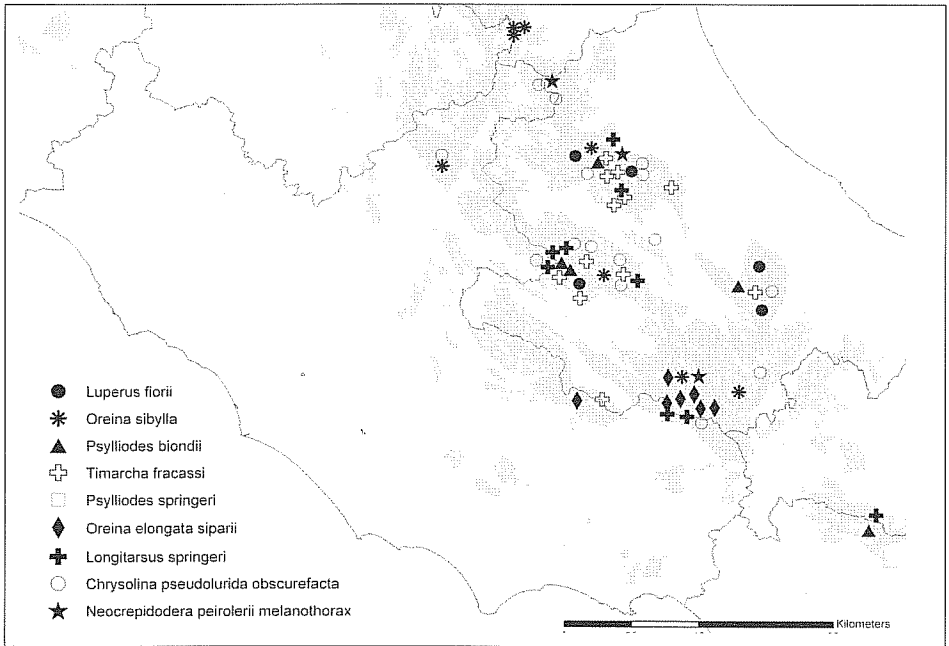 Luperus fiorii
Oreina sibylla
Psylliodes biondii
Timarcha fracassi
Psylliodes springeri
Oreina elongata siparii
Longitarsus springeri
Chrysolina pseudolurida obscurefacta
Neocrepidodera peirolerii melanothorax
Kilometers